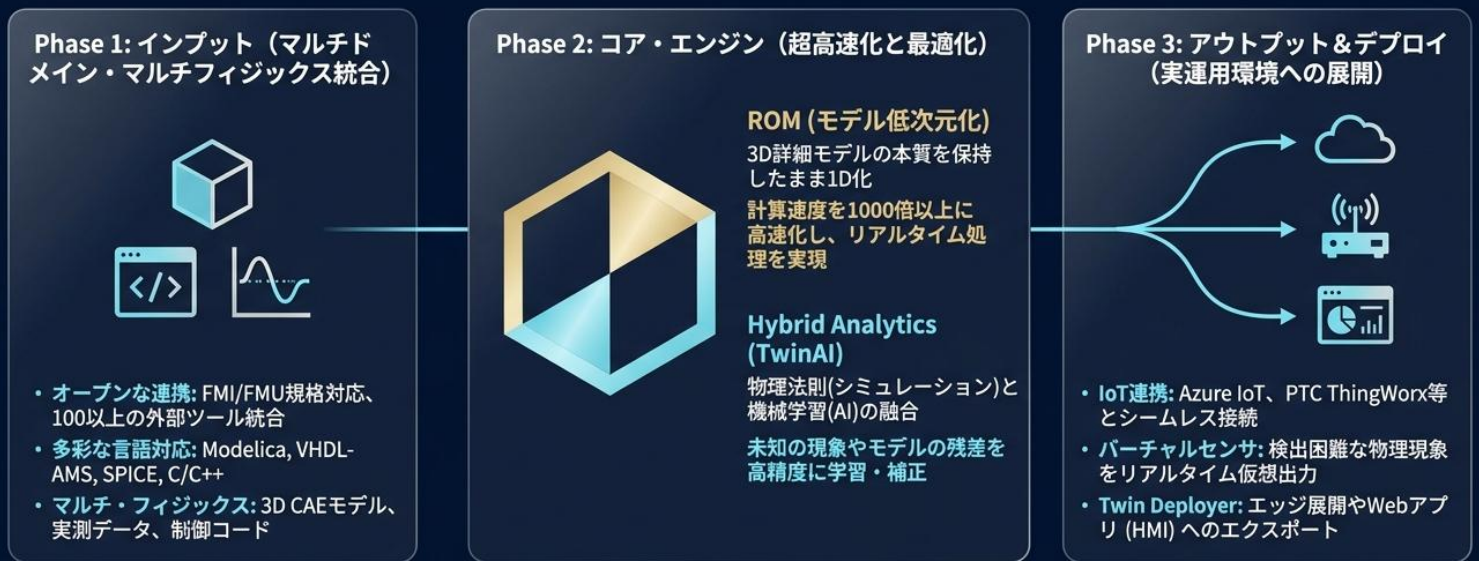 Phase 1: インプット（マルチド
メイン・マルチフィジックス統合）
</>
・オープンな連携: FMI/FMU規格対応、
100以上の外部ツール統合
・多彩な言語対応: Modelica, VHDL-
AMS, SPICE, C/C++
・マルチ・フィジックス: 3D CAEモデル、
実測データ、制御コード
Phase 2: コア・エンジン（超高速化と最適化）
ROM (モデル低次元化)
3D詳細モデルの本質を保持
したまま1D化
計算速度を1000倍以上に
高速化し、リアルタイム処
理を実現
Hybrid Analytics
(TwinAI)
物理法則(シミュレーション)と
機械学習(AI)の融合
未知の現象やモデルの残差を
高精度に学習・補正
Phase 3: アウトプット＆デプロイ
（実運用環境への展開）
・IoT連携: Azure IoT、PTC ThingWorx等
とシームレス接続
・バーチャルセンサ: 検出困難な物理現象
をリアルタイム仮想出力
・Twin Deployer: エッジ展開やWebアプ
リ (HMI) へのエクスポート